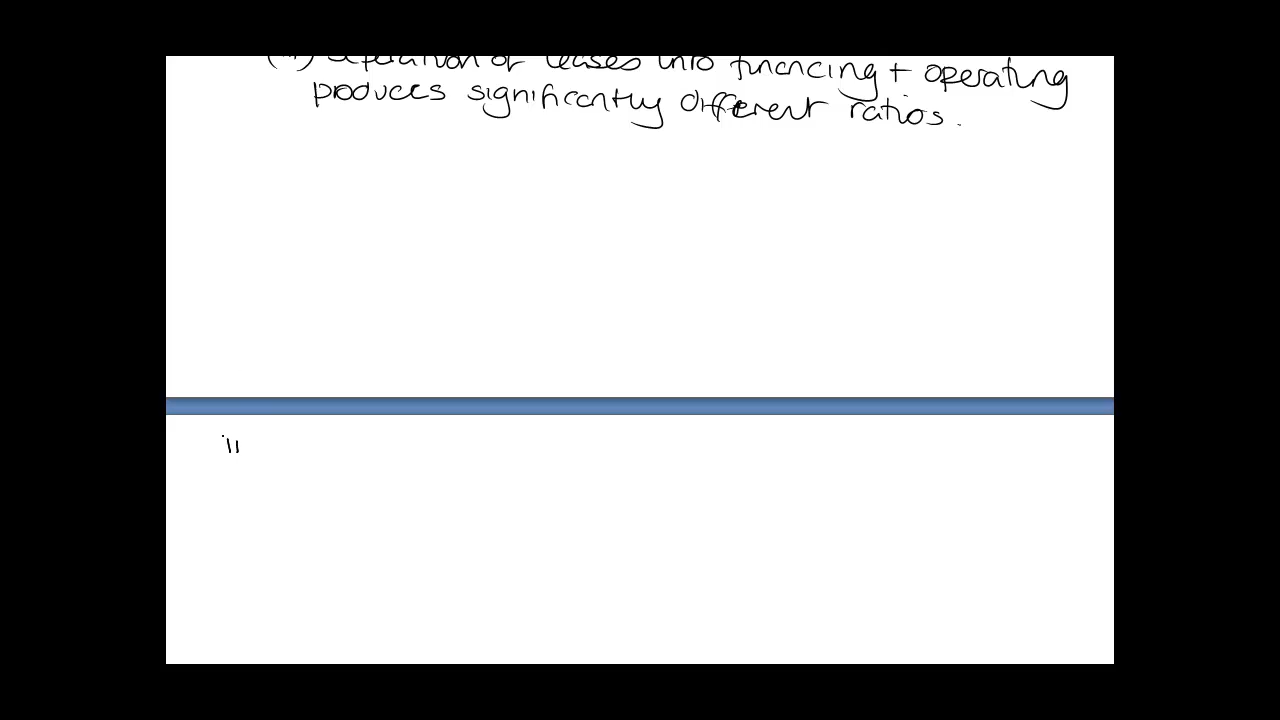 (iii) Separation of leases into financing + operating
produces significantly different ratios.